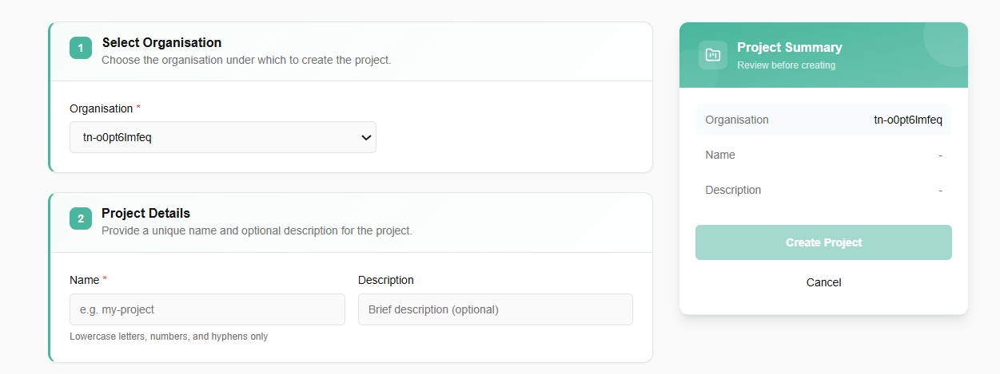 1
Select Organisation
Choose the organisation under which to create the project.
Organisation *
tn-o0pt6lmfeq
2
Project Details
Provide a unique name and optional description for the project.
Name *
Description
e.g. my-project
Brief description (optional)
Lowercase letters, numbers, and hyphens only
Project Summary
Review before creating
Organisation tn-o0pt6lmfeq
Name -
Description -
Create Project
Cancel